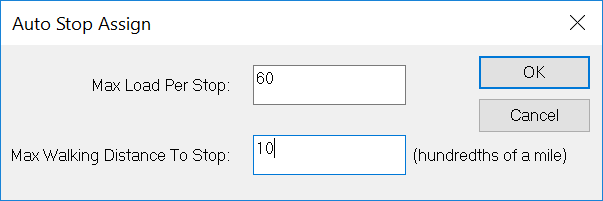 Auto Stop Assign
Max Load Per Stop: 60
OK
Cancel
Max Walking Distance To Stop: 10 (hundredths of a mile)